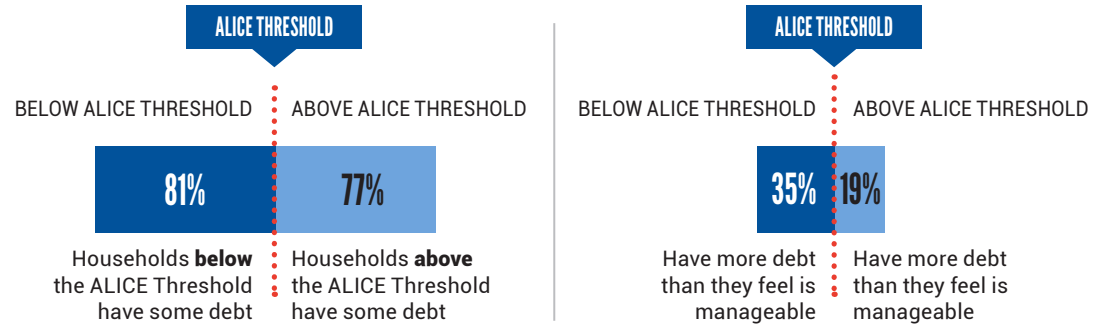 ALICE THRESHOLD
BELOW ALICE THRESHOLD
ABOVE ALICE THRESHOLD
81%
77%
Households below
the ALICE Threshold
have some debt
Households above
the ALICE Threshold
have some debt
ALICE THRESHOLD
BELOW ALICE THRESHOLD
ABOVE ALICE THRESHOLD
35%
19%
Have more debt
than they feel is
manageable
Have more debt
than they feel is
manageable